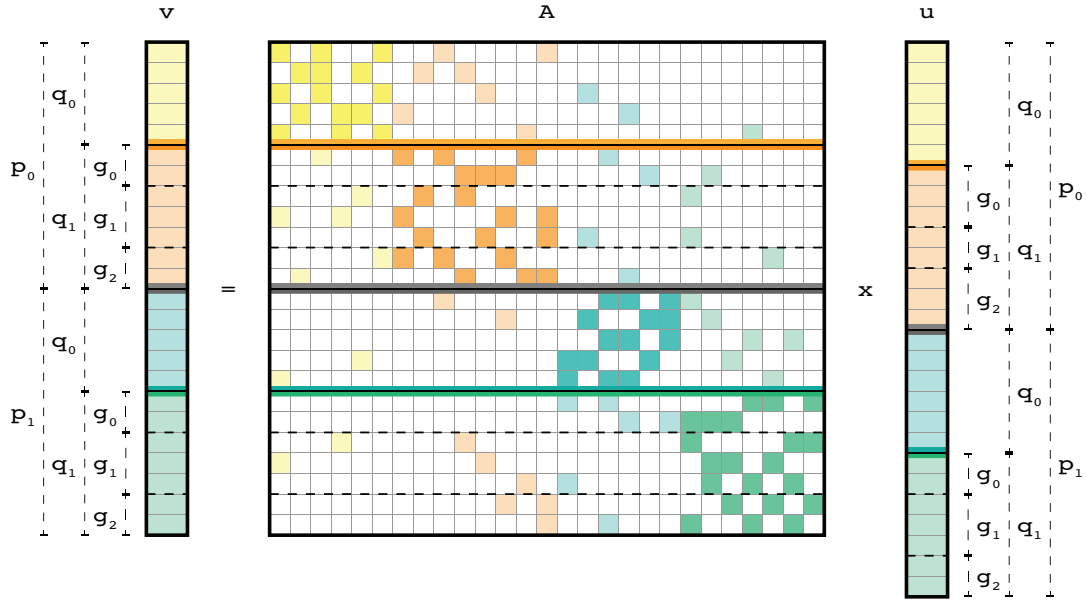 v A u
q₀
q₀
p₀ g₀
g₀ p₀
q₁ g₁
g₁ q₁
g₂
= x
g₂
q₀
q₀
p₁ g₀
q₁ g₁
g₀ p₁
g₂
g₁ q₁
g₂